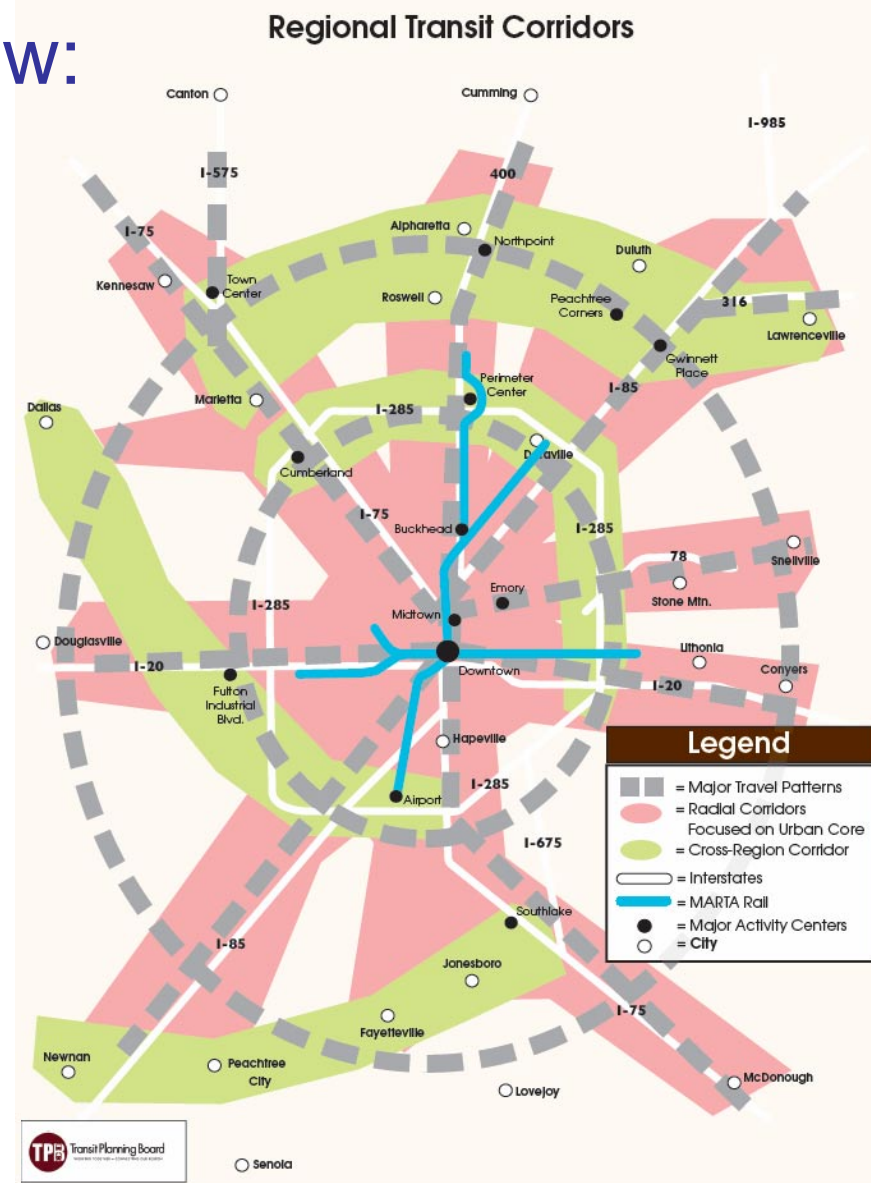 Regional Transit Corridors
w:
Canton
Cumming
I-985
I-575
400
I-75
Alpharetta
Northpoint
Duluth
Kennesaw
Town
Center
Roswell
Peachtree
Corners
316
Lawrenceville
Gwinnett
Place
Perimeter
Center
I-85
Dallas
Marietta
I-285
Doraville
Cumberland
I-75
Buckhead
I-285
78
Snellville
Emory
Stone Mtn.
I-285
Midtown
Douglasville
Lithonia
I-20
Downtown
Conyers
I-20
Fulton
Industrial
Blvd.
Hapeville
Legend
I-285
Airport
= Major Travel Patterns
= Radial Corridors
Focused on Urban Core
= Cross-Region Corridor
= Interstates
= MARTA Rail
= Major Activity Centers
= City
I-675
Southlake
I-85
Jonesboro
I-75
Fayetteville
Newnan
Peachtree
City
McDonough
Lovejoy
TPB Transit Planning Board
Senoia